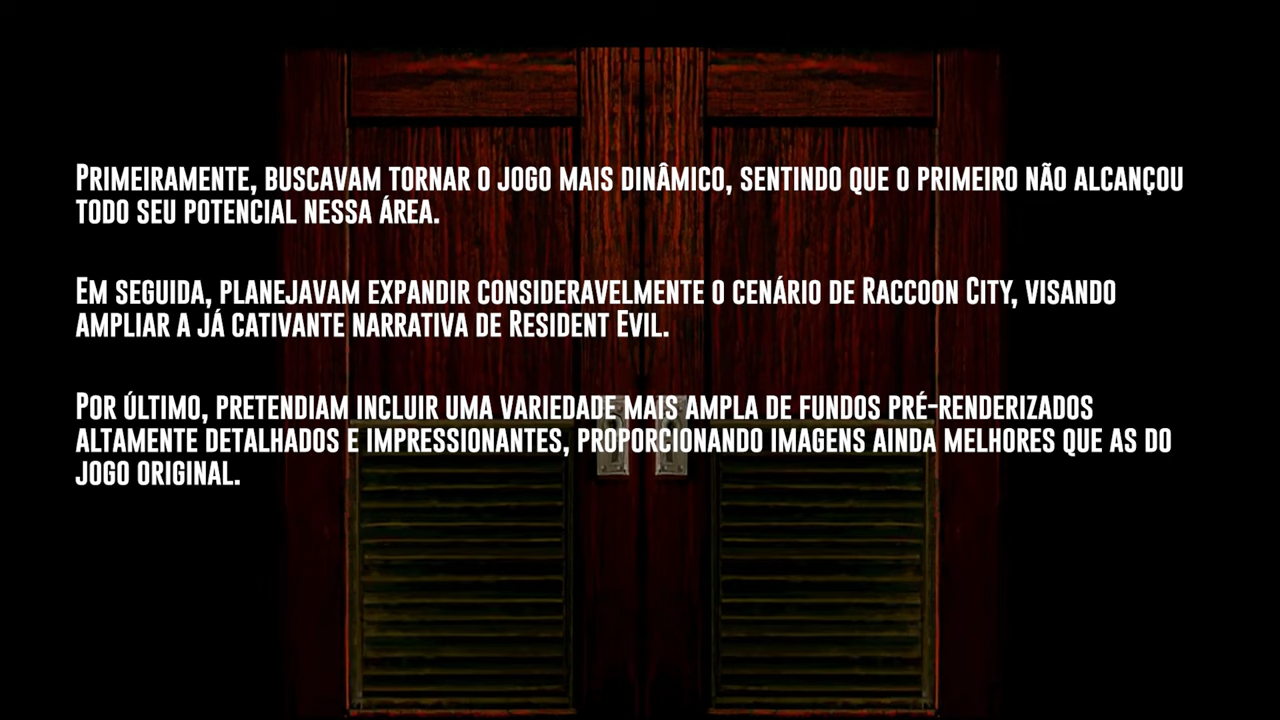 Primeiramente, buscavam tornar o jogo mais dinâmico, sentindo que o primeiro não alcançou
todo seu potencial nessa área.
Em seguida, planejavam expandir consideravelmente o cenário de Raccoon City, visando
ampliar a já cativante narrativa de Resident Evil.
Por último, pretendiam incluir uma variedade mais ampla de fundos pré-renderizados
altamente detalhados e impressionantes, proporcionando imagens ainda melhores que as do
jogo original.